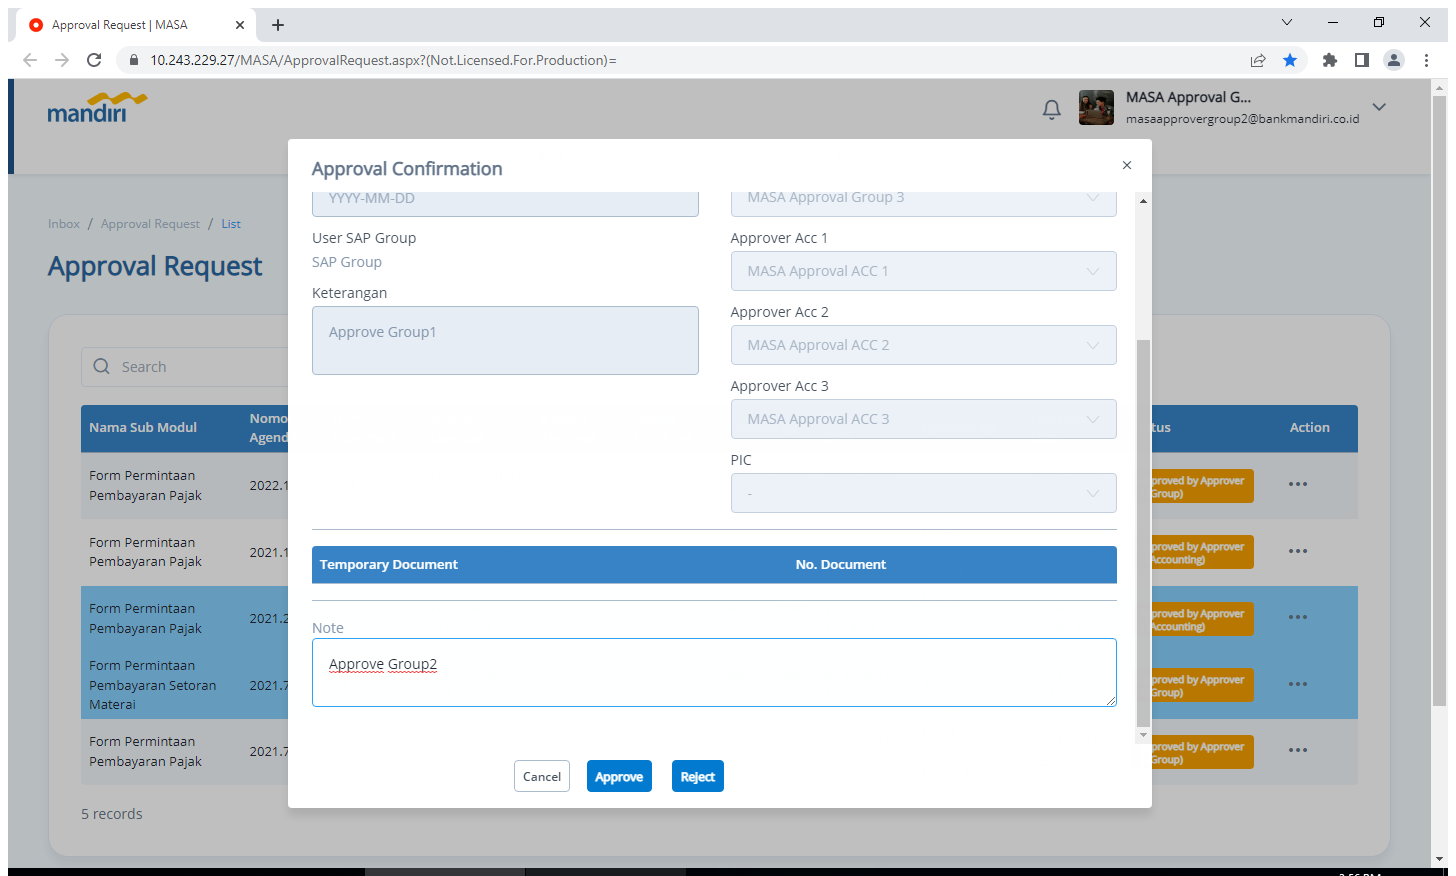 Approval Request | MASA
10.243.229.27/MASA/ApprovalRequest.aspx?(Not.Licensed.For.Production)=
mandiri
MASA Approval G...
masaapprovergroup2@bankmandiri.co.id
Approval Confirmation
YYYY-MM-DD
MASA Approval Group 3
Inbox / Approval Request / List
User SAP Group
SAP Group
Approver Acc 1
MASA Approval ACC 1
Approval Request
Keterangan
Approve Group1
Approver Acc 2
MASA Approval ACC 2
Search
Approver Acc 3
MASA Approval ACC 3
Nama Sub Modul
Nomo
Agend
tus
Action
PIC
-
Form Permintaan
Pembayaran Pajak
2022.1
proved by Approver
Group)
Form Permintaan
Pembayaran Pajak
2021.1
proved by Approver
Accounting)
Temporary Document
No. Document
Form Permintaan
Pembayaran Pajak
2021.2
proved by Approver
Accounting)
Note
Approve Group2
Form Permintaan
Pembayaran Setoran
Materai
2021.7
proved by Approver
Group)
Form Permintaan
Pembayaran Pajak
2021.7
proved by Approver
Group)
Cancel
Approve
Reject
5 records